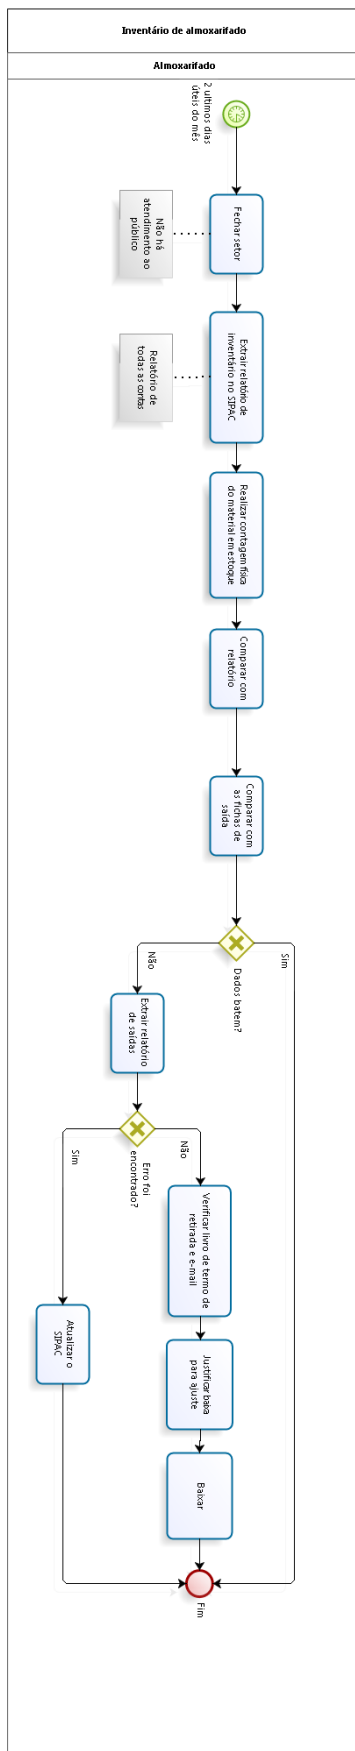 Inventário de almoxarifado
Almoxarifado
2 ultimos dias
úteis do mês
Fechar setor
Não há
atendimento ao
público
Extrair relatório de
inventário no SIPAC
Relatório de
todas as contas
Realizar contagem física
do material em estoque
Comparar com
relatório
Comparar com
as fichas de
saída
Dados batem?
Sim
Não
Extrair relatório
de saídas
Erro foi
encontrado?
Não
Sim
Verificar livro de termo de
retirada e e-mail
Atualizar o
SIPAC
Justificar baixa
para ajuste
Baixar
Fim